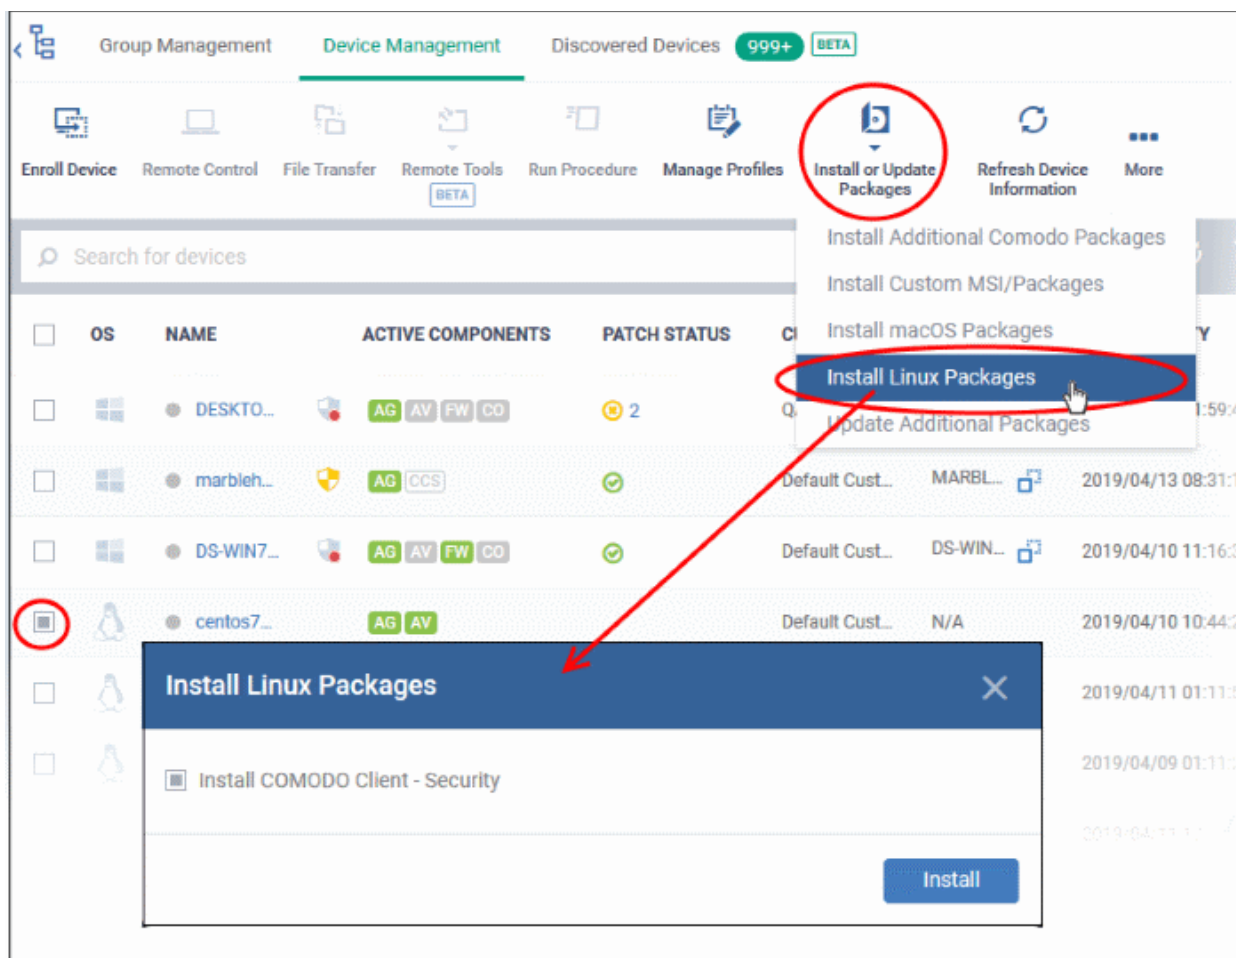 Group Management Device Management Discovered Devices 999+ BETA
Enroll Device Remote Control File Transfer Remote Tools Run Procedure Manage Profiles Install or Update Refresh Device More
BETA Packages Information
Search for devices
Install Additional Comodo Packages
Install Custom MSI/Packages
Install macOS Packages
Install Linux Packages
Update Additional Packages
OS NAME ACTIVE COMPONENTS PATCH STATUS
DESKTO... AG AV FW CO 2
marbleh... AG CCS Default Cust... MARBL... 2019/04/13 08:31:
DS-WIN7... AG AV FW CO Default Cust... DS-WIN... 2019/04/10 11:16:
centos7... AG AV Default Cust... N/A 2019/04/10 10:44:
2019/04/11 01:11:
2019/04/09 01:11:
Install Linux Packages
Install COMODO Client - Security
Install